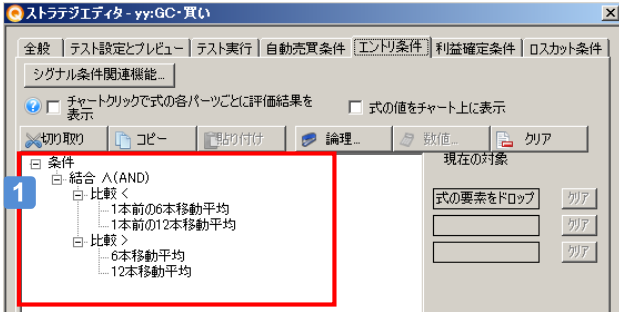 ストラテジエディタ - yy:GC・買い
全般 テスト設定とプレビュー テスト実行 自動売買条件 エントリ条件 利益確定条件 ロスカット条件
シグナル条件関連機能...
チャートクリックで式の各パーツごとに評価結果を
表示
式の値をチャート上に表示
切り取り コピー 貼り付け 論理... 数値... クリア
現在の対象
条件
結合 ∧(AND)
比較 <
1本前の6本移動平均
1本前の12本移動平均
比較 >
6本移動平均
12本移動平均
1
式の要素をドロップ クリア
クリア
クリア